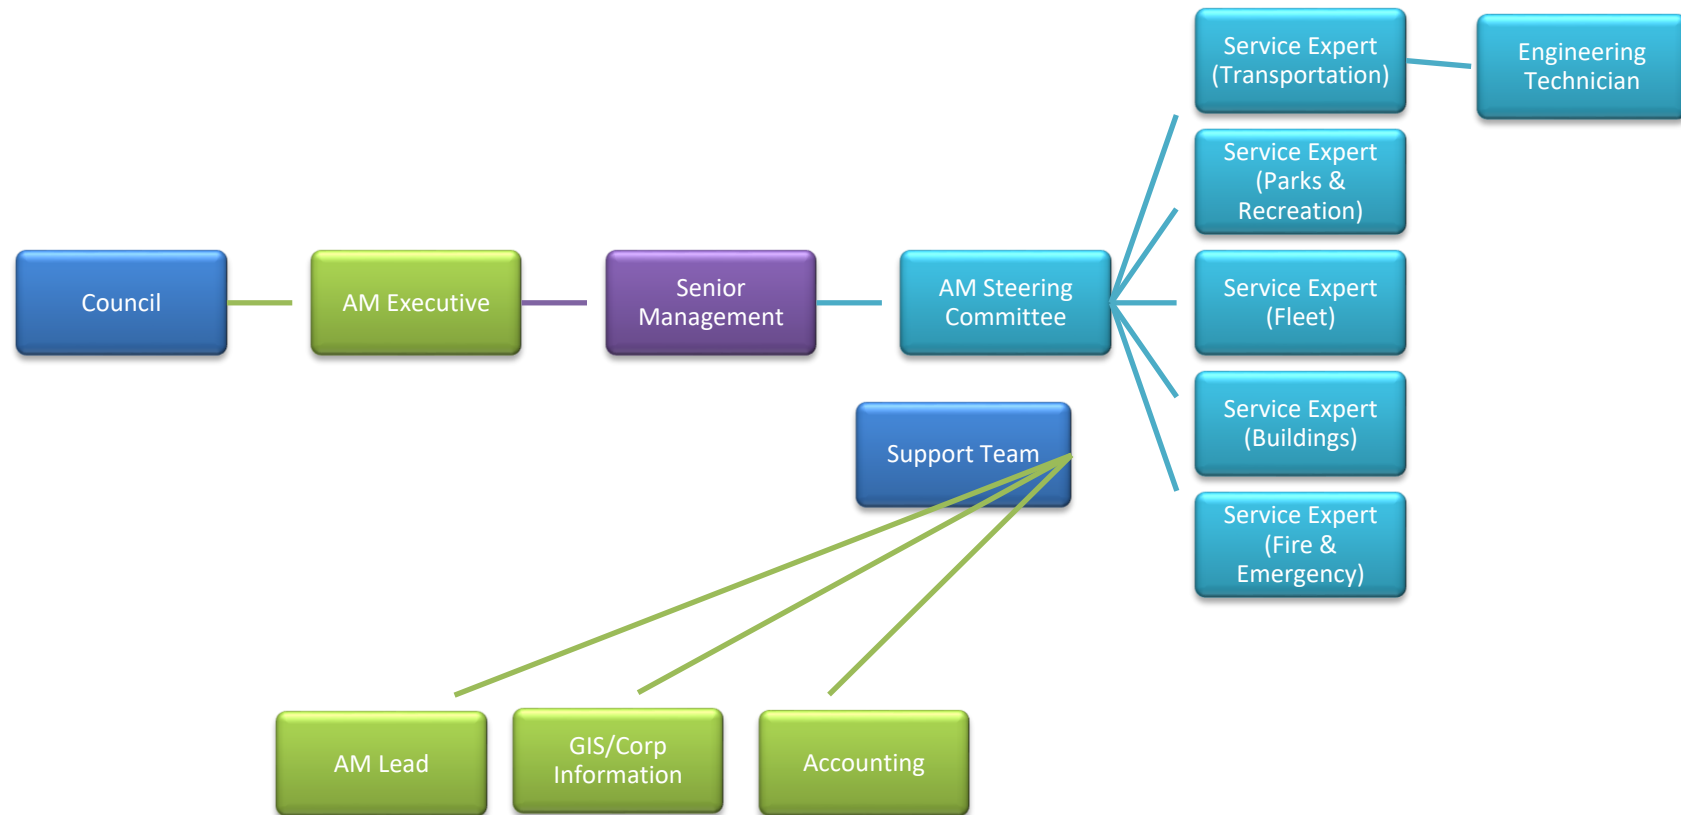 Service Expert
(Transportation)
Engineering
Technician
Service Expert
(Parks &
Recreation)
Council
AM Executive
Senior
Management
AM Steering
Committee
Service Expert
(Fleet)
Support Team
Service Expert
(Buildings)
Service Expert
(Fire &
Emergency)
AM Lead
GIS/Corp
Information
Accounting